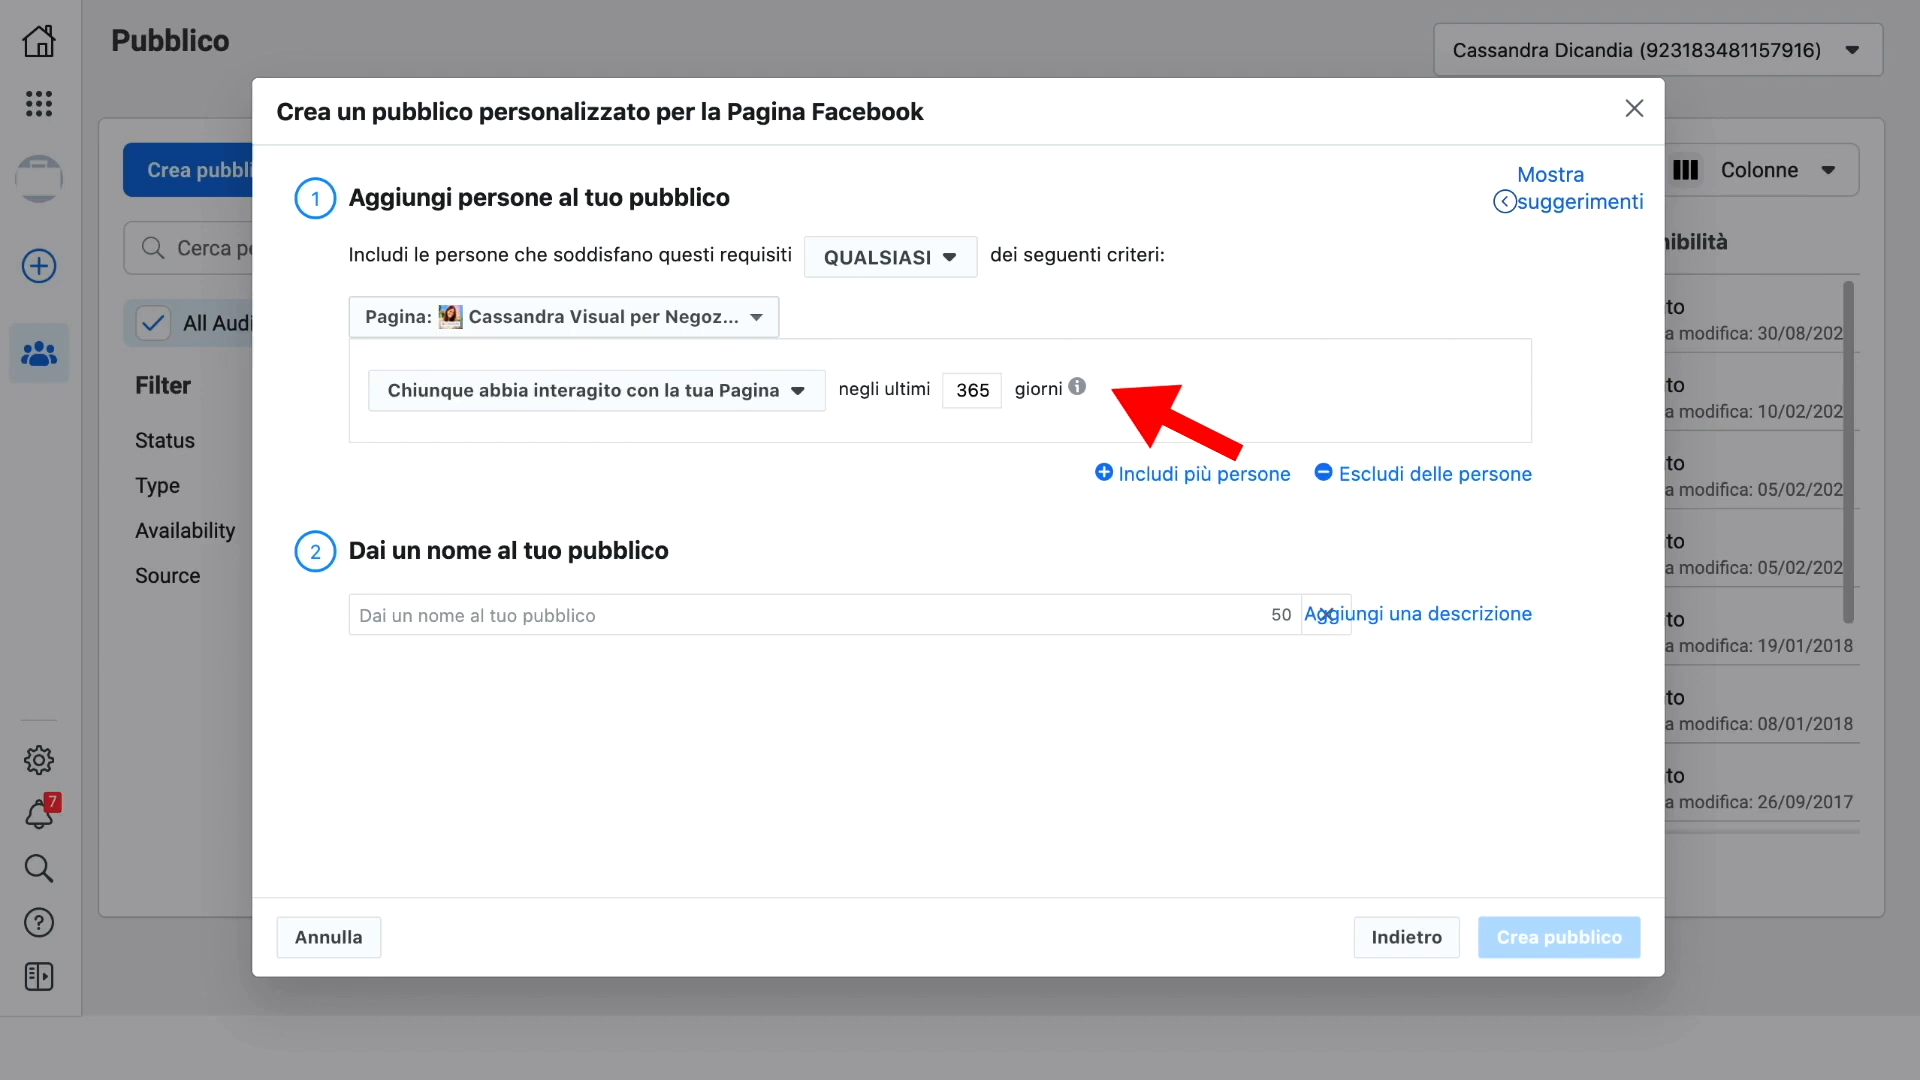 Pubblico
Cassandra Dicandia (923183481157916)
Crea un pubblico personalizzato per la Pagina Facebook
Crea pubbli
Colonne
1 Aggiungi persone al tuo pubblico
Mostra
suggerimenti
Cerca pe
Includi le persone che soddisfano questi requisiti QUALSIASI dei seguenti criteri:
nibilità
All Audi
Pagina: Cassandra Visual per Negoz...
to
a modifica: 30/08/202
Filter
Chiunque abbia interagito con la tua Pagina negli ultimi 365 giorni
to
a modifica: 10/02/202
Status
Includi più persone Escludi delle persone
to
a modifica: 05/02/202
Type
Availability
2 Dai un nome al tuo pubblico
to
a modifica: 05/02/202
Source
Dai un nome al tuo pubblico 50 Aggiungi una descrizione
to
a modifica: 19/01/2018
to
a modifica: 08/01/2018
to
a modifica: 26/09/2017
7
Annulla
Indietro
Crea pubblico